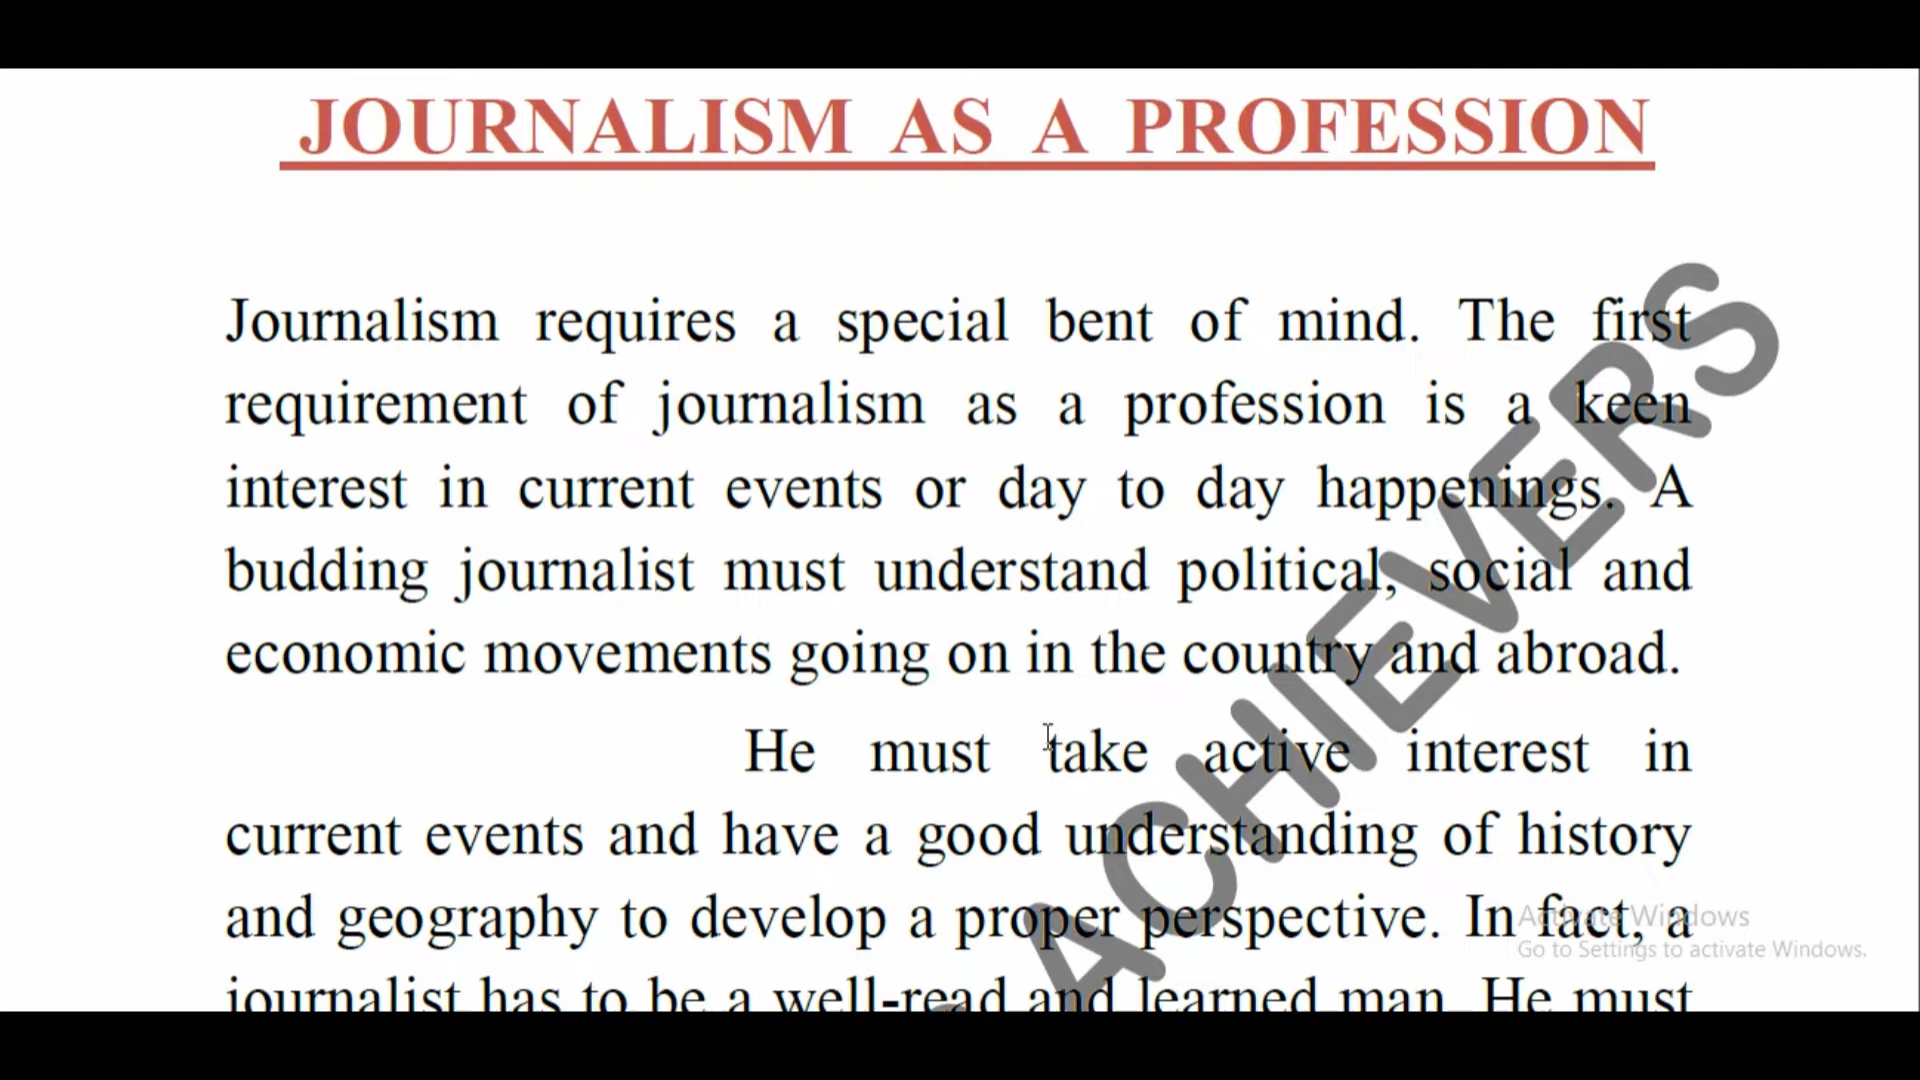 JOURNALISM AS A PROFESSION
Journalism requires a special bent of mind. The first
requirement of journalism as a profession is a keen
interest in current events or day to day happenings. A
budding journalist must understand political, social and
economic movements going on in the country and abroad.
He must take active interest in
current events and have a good understanding of history
and geography to develop a proper perspective. In fact, a
journalist has to be a well-read and learned man. He must
ACHIEVERS
Activate Windows
Go to Settings to activate Windows.